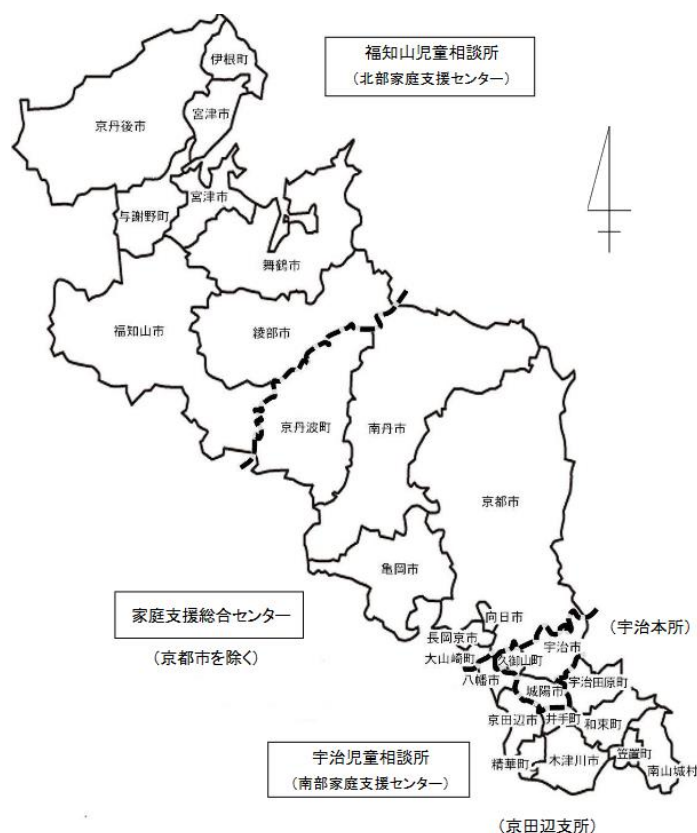 福知山児童相談所
（北部家庭支援センター）
伊根町
宮津市
京丹後市
宮津市
与謝野町
舞鶴市
福知山市
綾部市
京丹波町
南丹市
京都市
亀岡市
家庭支援総合センター
（京都市を除く）
向日市
長岡京市
（宇治本所）
宇治市
大山崎町
久御山町
八幡市
宇治田原町
城陽市
京田辺市
井手町
和束町
宇治児童相談所
（南部家庭支援センター）
精華町
木津川市
笠置町
南山城村
（京田辺支所）